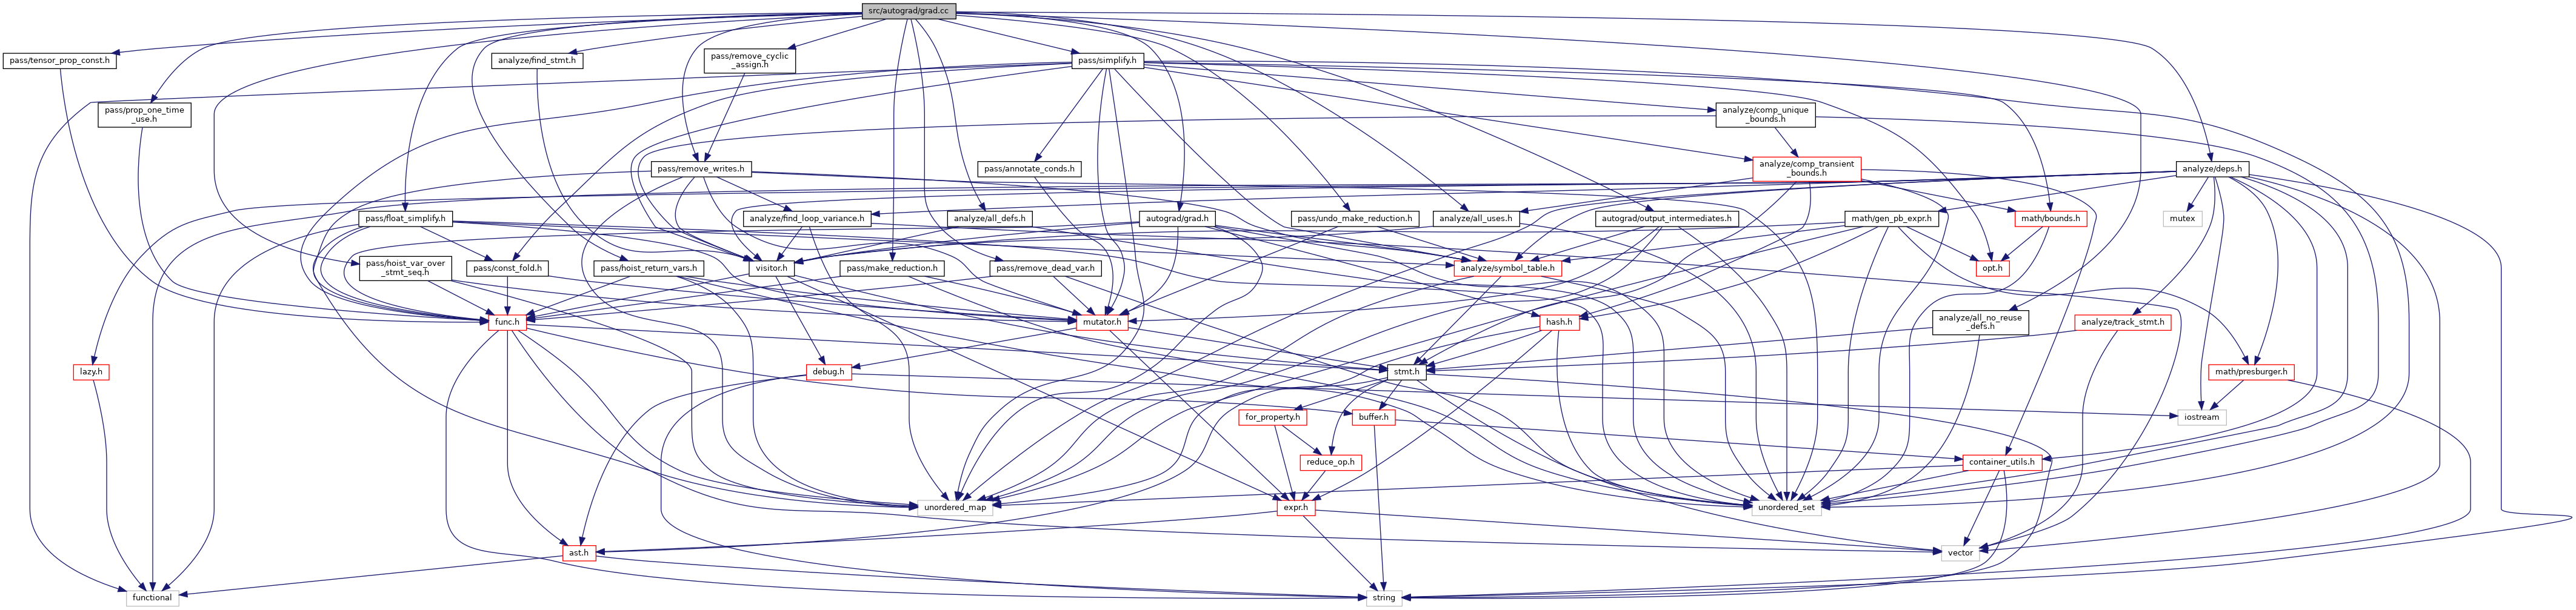 src/autograd/grad.cc
pass/tensor_prop_const.h
analyze/find_stmt.h
pass/remove_cyclic
_assign.h
pass/simplify.h
pass/prop_one_time
_use.h
analyze/comp_unique
_bounds.h
pass/remove_writes.h
pass/annotate_conds.h
analyze/comp_transient
_bounds.h
analyze/deps.h
pass/float_simplify.h
analyze/find_loop_variance.h
analyze/all_defs.h
autograd/grad.h
pass/undo_make_reduction.h
analyze/all_uses.h
autograd/output_intermediates.h
math/gen_pb_expr.h
math/bounds.h
mutex
pass/hoist_var_over
_stmt_seq.h
pass/const_fold.h
pass/hoist_return_vars.h
visitor.h
pass/make_reduction.h
pass/remove_dead_var.h
analyze/symbol_table.h
opt.h
func.h
mutator.h
hash.h
analyze/all_no_reuse
_defs.h
analyze/track_stmt.h
lazy.h
debug.h
stmt.h
math/presburger.h
for_property.h
buffer.h
iostream
reduce_op.h
container_utils.h
unordered_map
expr.h
unordered_set
ast.h
vector
functional
string